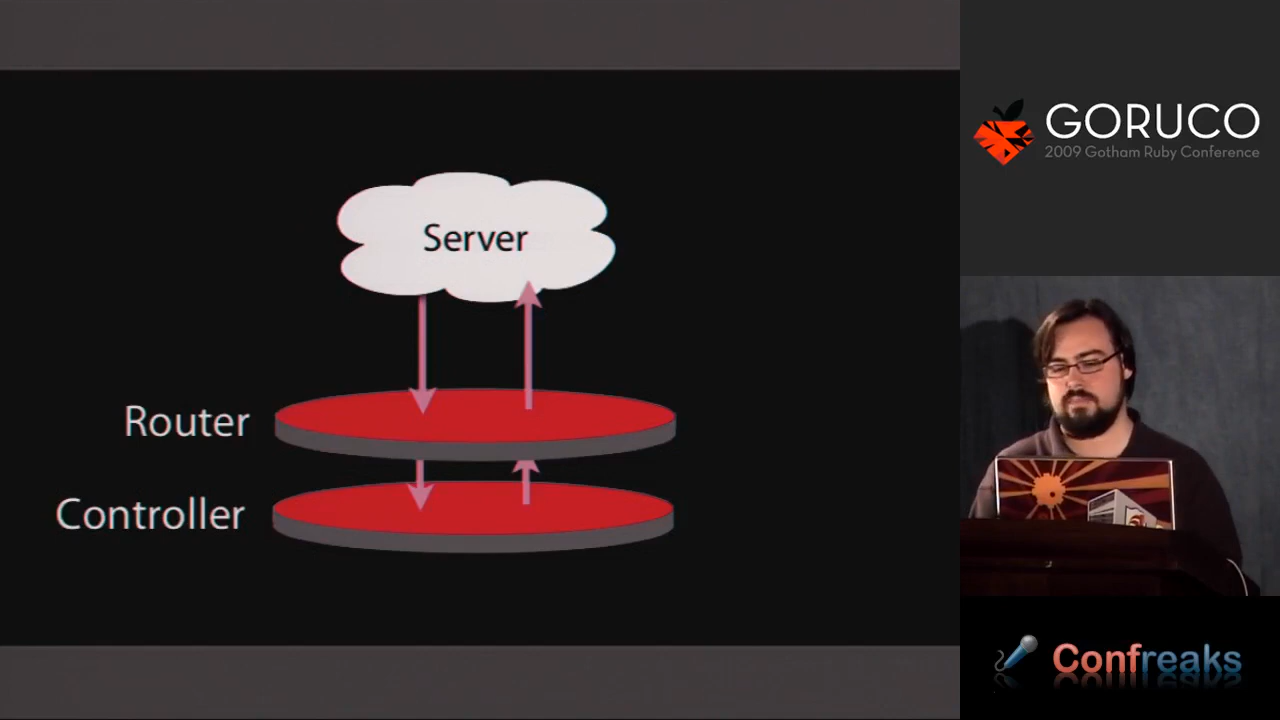 Server
Router
Controller
GORUCO
2009 Gotham Ruby Conference
Confreaks